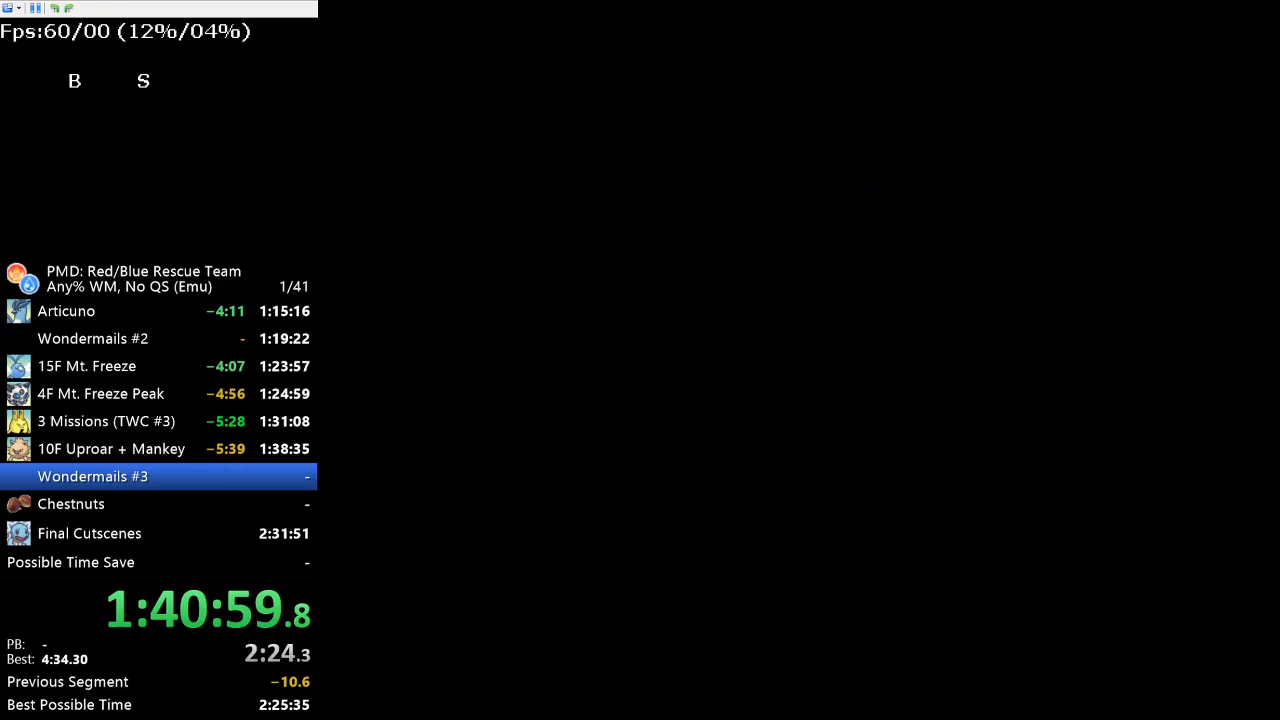 Fps:60/00 (12%/04%)
B S
PMD: Red/Blue Rescue Team
Any% WM, No QS (Emu) 1/41
Articuno −4:11 1:15:16
Wondermails #2 - 1:19:22
15F Mt. Freeze −4:07 1:23:57
4F Mt. Freeze Peak −4:56 1:24:59
3 Missions (TWC #3) −5:28 1:31:08
10F Uproar + Mankey −5:39 1:38:35
Wondermails #3 -
Chestnuts -
Final Cutscenes 2:31:51
Possible Time Save -
1:40:59.8
PB: -
Best: 4:34.30 2:24.3
Previous Segment −10.6
Best Possible Time 2:25:35